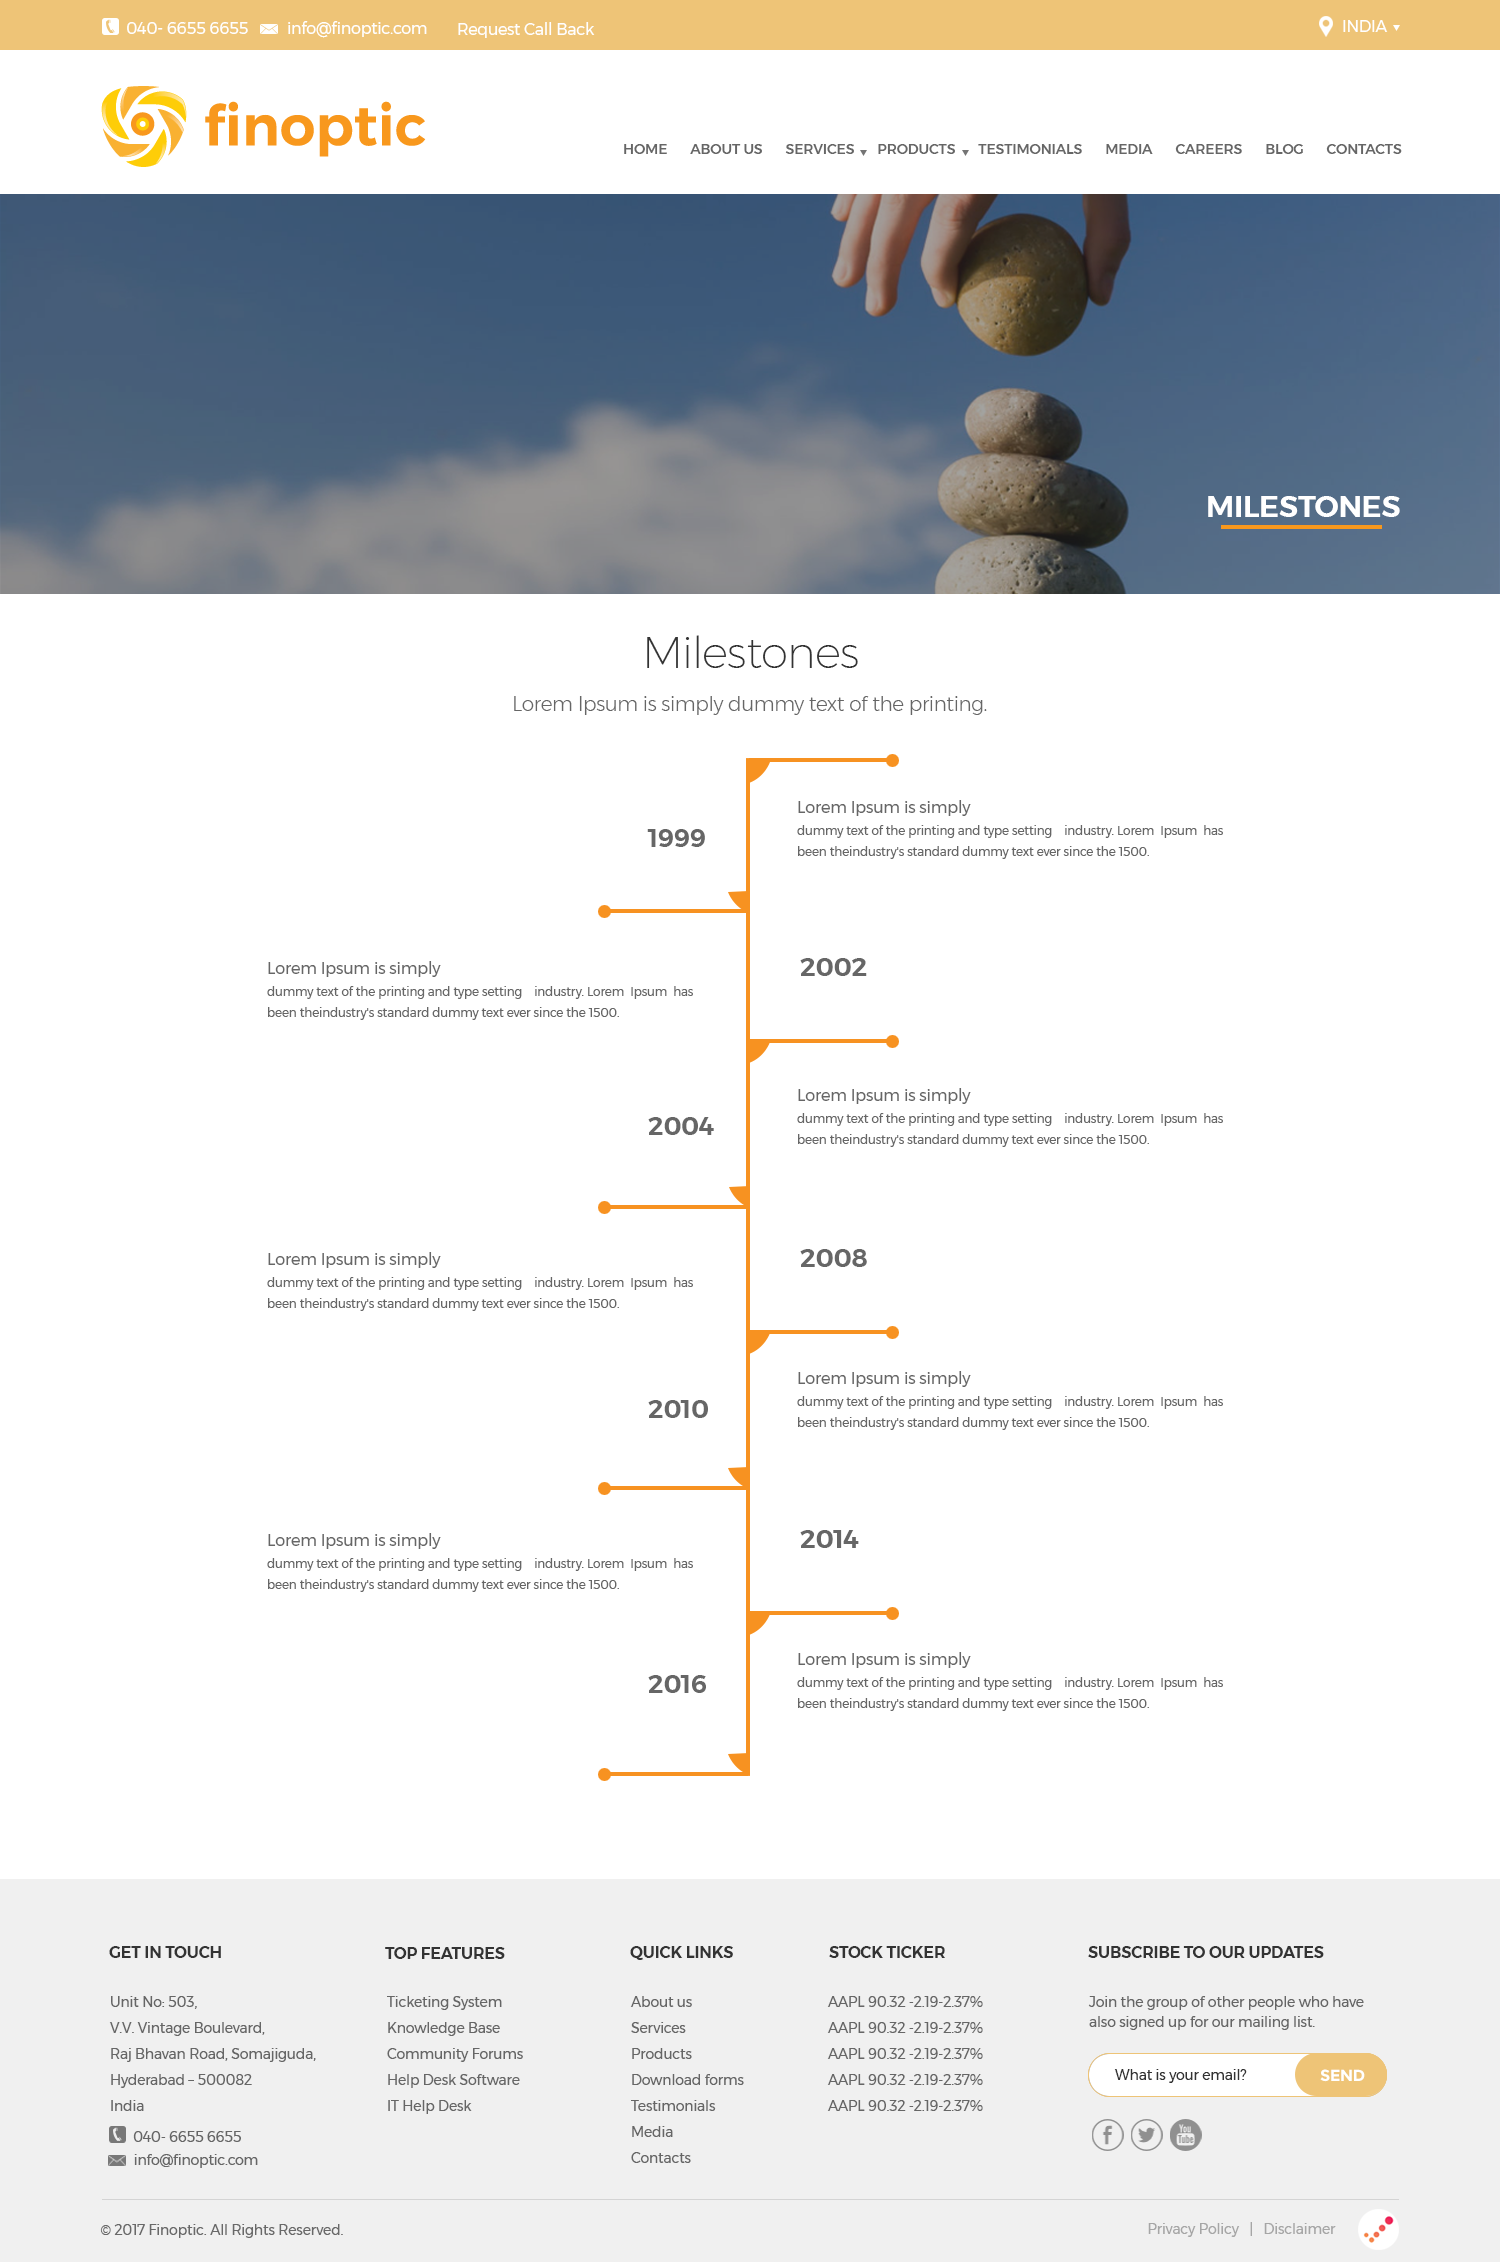 040- 6655 6655 info@finoptic.com Request Call Back INDIA
finoptic
HOME ABOUT US SERVICES PRODUCTS TESTIMONIALS MEDIA CAREERS BLOG CONTACTS
MILESTONES
Milestones
Lorem Ipsum is simply dummy text of the printing.
1999
Lorem Ipsum is simply
dummy text of the printing and type setting industry. Lorem Ipsum has
been theindustry's standard dummy text ever since the 1500.
2002
Lorem Ipsum is simply
dummy text of the printing and type setting industry. Lorem Ipsum has
been theindustry's standard dummy text ever since the 1500.
2004
Lorem Ipsum is simply
dummy text of the printing and type setting industry. Lorem Ipsum has
been theindustry's standard dummy text ever since the 1500.
2008
Lorem Ipsum is simply
dummy text of the printing and type setting industry. Lorem Ipsum has
been theindustry's standard dummy text ever since the 1500.
2010
Lorem Ipsum is simply
dummy text of the printing and type setting industry. Lorem Ipsum has
been theindustry's standard dummy text ever since the 1500.
2014
Lorem Ipsum is simply
dummy text of the printing and type setting industry. Lorem Ipsum has
been theindustry's standard dummy text ever since the 1500.
2016
Lorem Ipsum is simply
dummy text of the printing and type setting industry. Lorem Ipsum has
been theindustry's standard dummy text ever since the 1500.
GET IN TOUCH
Unit No: 503,
V.V. Vintage Boulevard,
Raj Bhavan Road, Somajiguda,
Hyderabad – 500082
India
040- 6655 6655
info@finoptic.com
TOP FEATURES
Ticketing System
Knowledge Base
Community Forums
Help Desk Software
IT Help Desk
QUICK LINKS
About us
Services
Products
Download forms
Testimonials
Media
Contacts
STOCK TICKER
AAPL 90.32 -2.19-2.37%
AAPL 90.32 -2.19-2.37%
AAPL 90.32 -2.19-2.37%
AAPL 90.32 -2.19-2.37%
AAPL 90.32 -2.19-2.37%
SUBSCRIBE TO OUR UPDATES
Join the group of other people who have
also signed up for our mailing list.
What is your email? SEND
You
Tube
© 2017 Finoptic. All Rights Reserved. Privacy Policy | Disclaimer